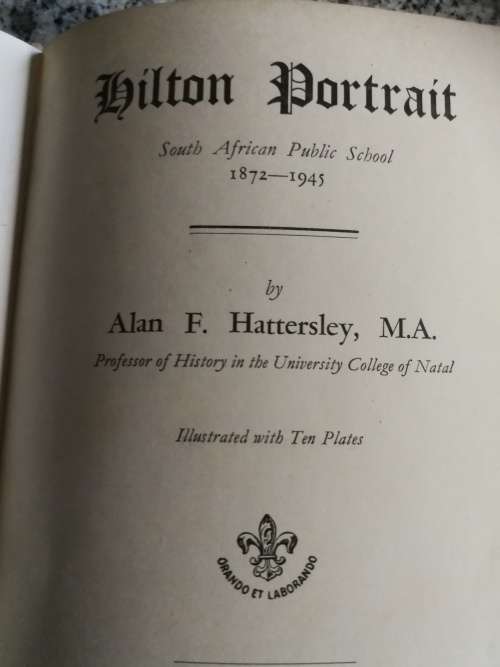 Hilton Portrait
South African Public School
1872—1945
by
Alan F. Hattersley, M.A.
Professor of History in the University College of Natal
Illustrated with Ten Plates
ORANDO ET LABORANDO